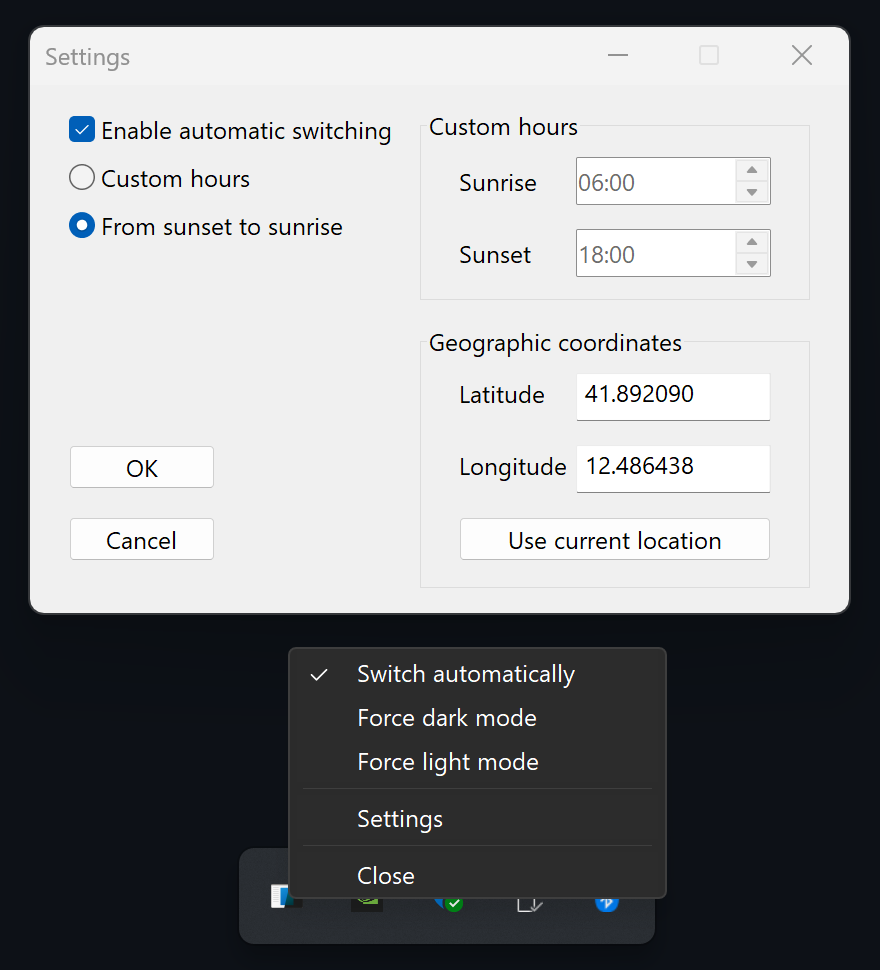 Settings
Enable automatic switching
Custom hours
From sunset to sunrise
OK
Cancel
Custom hours
Sunrise 06:00
Sunset 18:00
Geographic coordinates
Latitude 41.892090
Longitude 12.486438
Use current location
Switch automatically
Force dark mode
Force light mode
Settings
Close